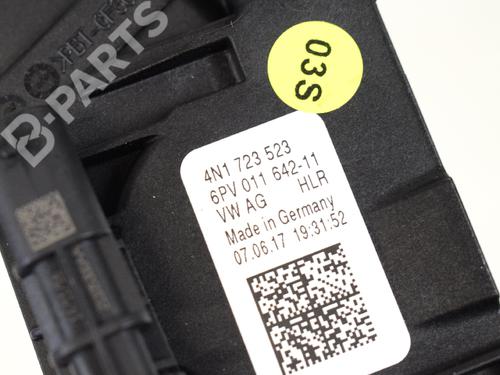 B-PARTS
03S
4N1 723 523
6PV 011 642-11
VW AG HLR
Made in Germany
07.06.17 19:31:52